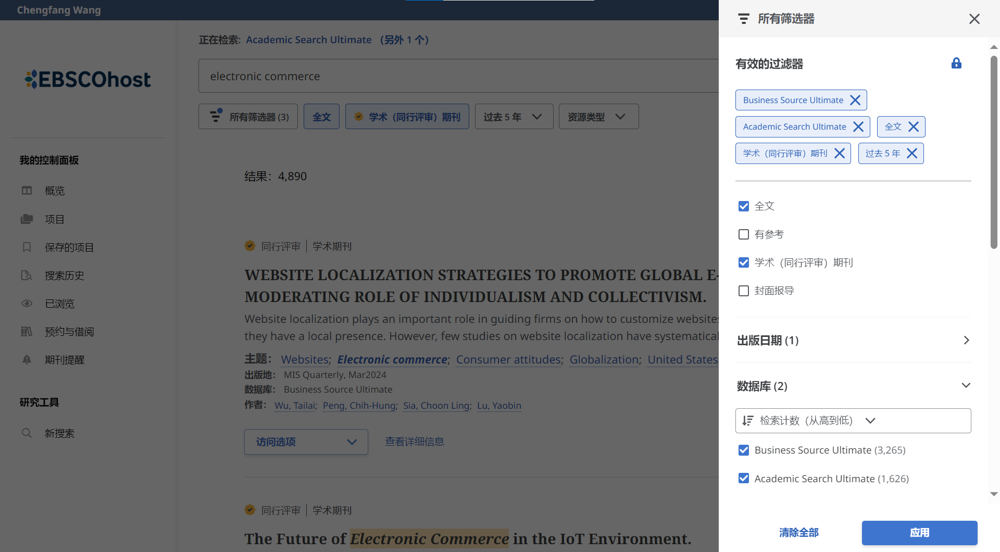 Chengfang Wang
正在检索: Academic Search Ultimate （另外 1 个）
electronic commerce
所有筛选器 (3) 全文 学术（同行评审）期刊 过去 5 年 资源类型
EBSCOhost
我的控制面板
概览
项目
保存的项目
搜索历史
已浏览
预约与借阅
期刊提醒
研究工具
新搜索
结果： 4,890
同行评审 | 学术期刊
WEBSITE LOCALIZATION STRATEGIES TO PROMOTE GLOBAL E-
MODERATING ROLE OF INDIVIDUALISM AND COLLECTIVISM.
Website localization plays an important role in guiding firms on how to customize websites
they have a local presence. However, few studies on website localization have systematical
主题： Websites; Electronic commerce; Consumer attitudes; Globalization; United States
出版地： MIS Quarterly, Mar2024
数据库： Business Source Ultimate
作者： Wu, Tailai; Peng, Chih-Hung; Sia, Choon Ling; Lu, Yaobin
访问选项 查看详细信息
同行评审 | 学术期刊
The Future of Electronic Commerce in the IoT Environment.
所有筛选器
有效的过滤器
Business Source Ultimate
Academic Search Ultimate 全文
学术（同行评审）期刊 过去 5 年
全文
有参考
学术（同行评审）期刊
封面报导
出版日期 (1)
数据库 (2)
检索计数（从高到低）
Business Source Ultimate (3,265)
Academic Search Ultimate (1,626)
清除全部 应用